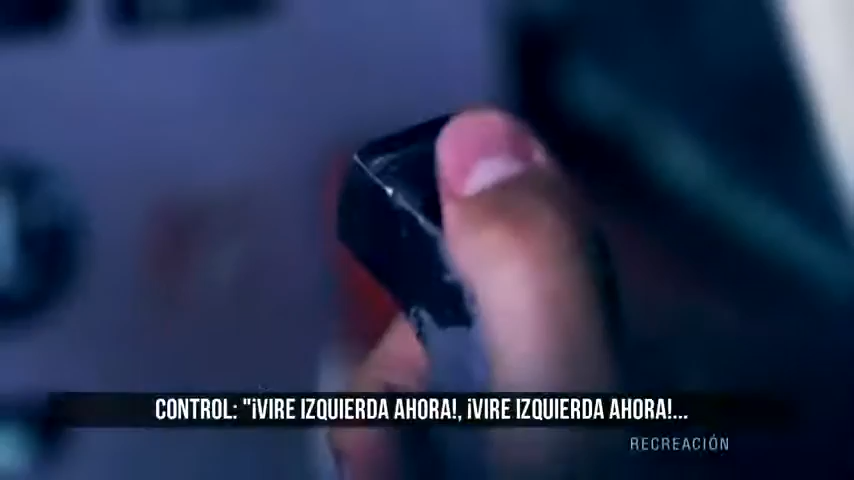 CONTROL: "¡VIRE IZQUIERDA AHORA!, ¡VIRE IZQUIERDA AHORA!...
RECREACIÓN